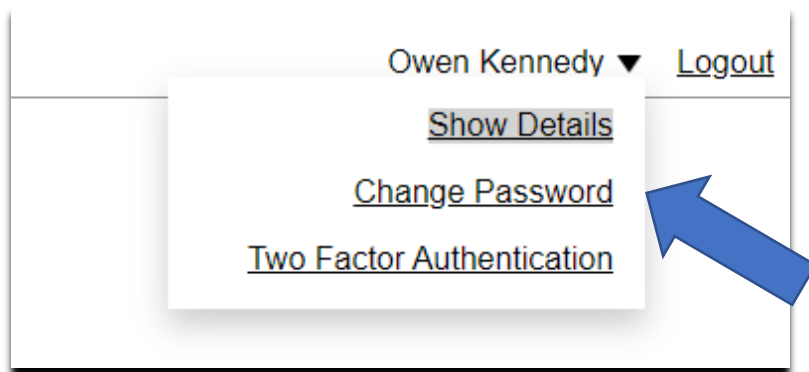 Owen Kennedy ▼ Logout
Show Details
Change Password
Two Factor Authentication